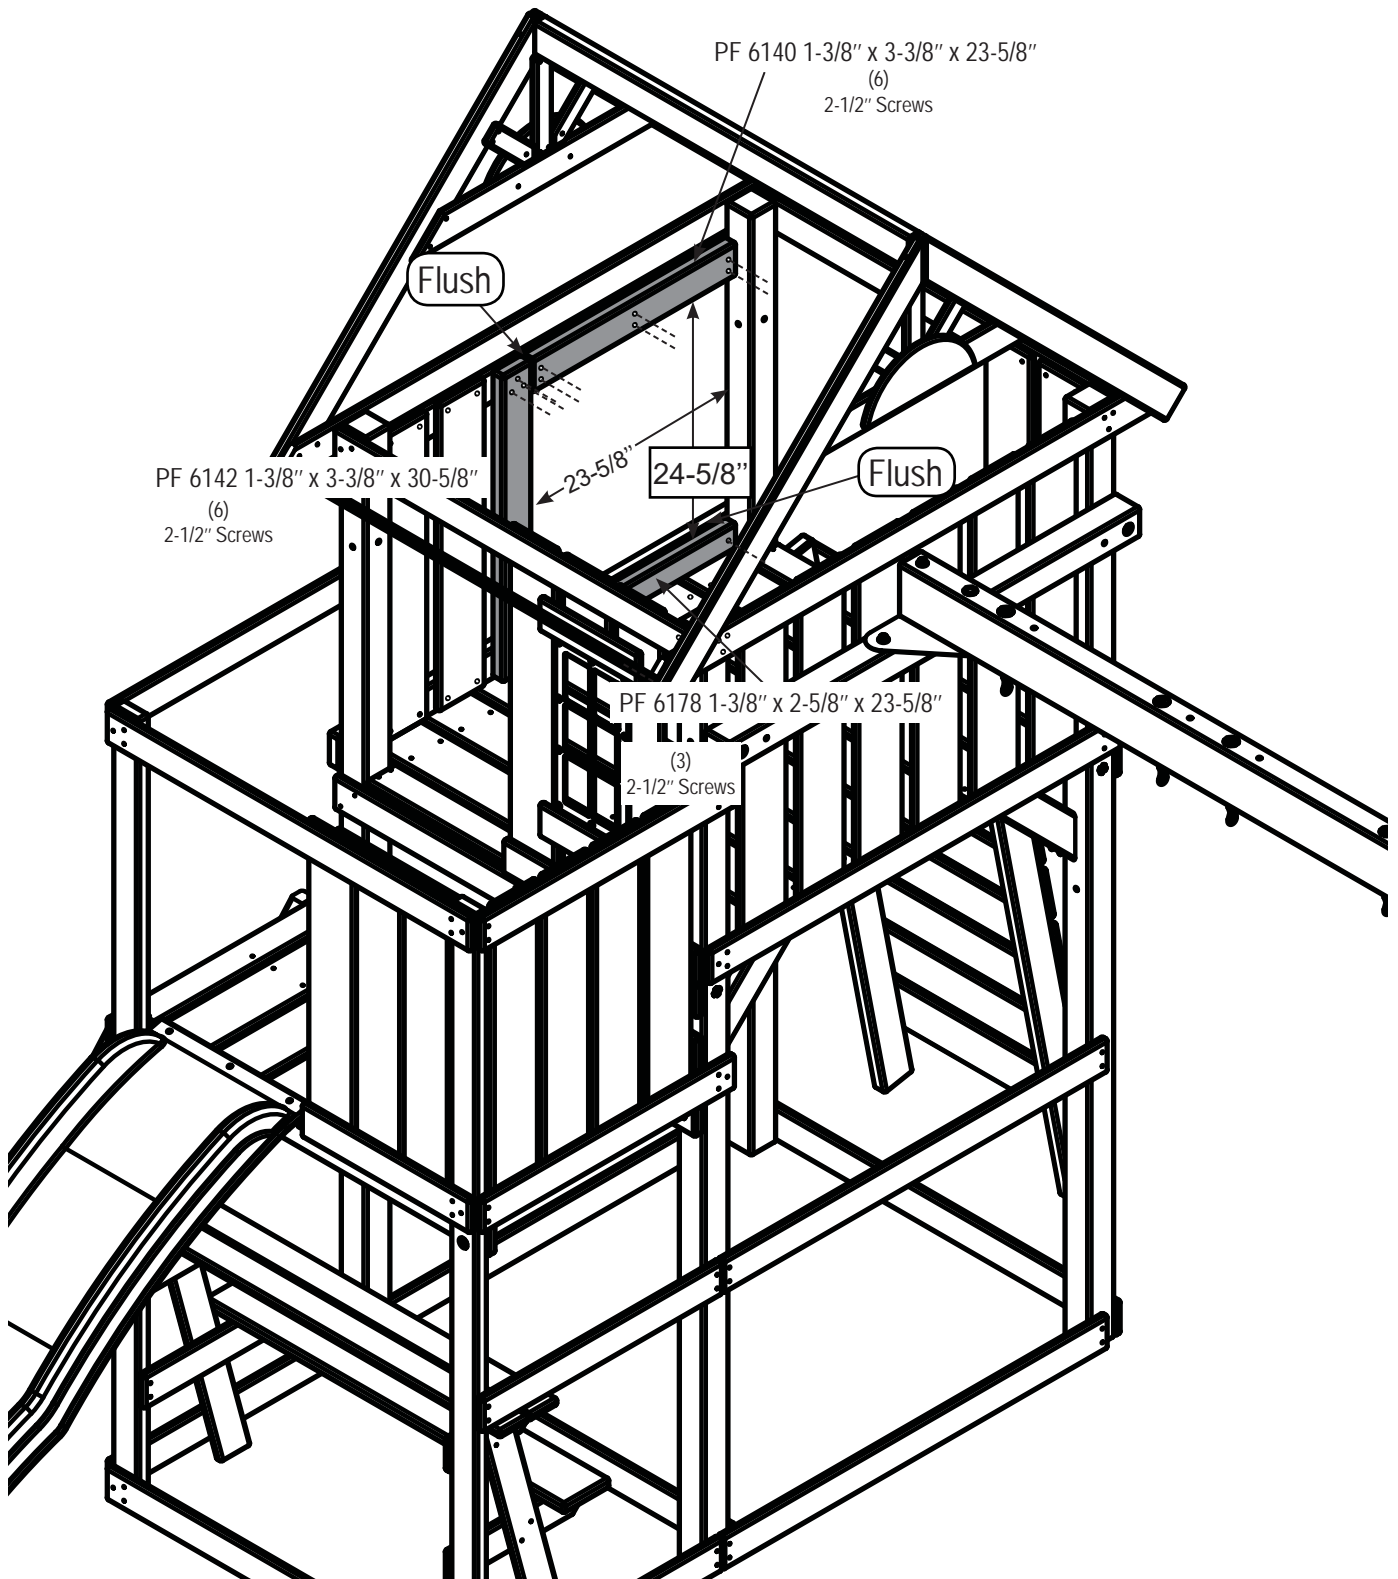 PF 6140 1-3/8" x 3-3/8" x 23-5/8"
(6)
2-1/2" Screws
Flush
PF 6142 1-3/8" x 3-3/8" x 30-5/8"
(6)
2-1/2" Screws
23-5/8"
24-5/8"
Flush
PF 6178 1-3/8" x 2-5/8" x 23-5/8"
(3)
2-1/2" Screws